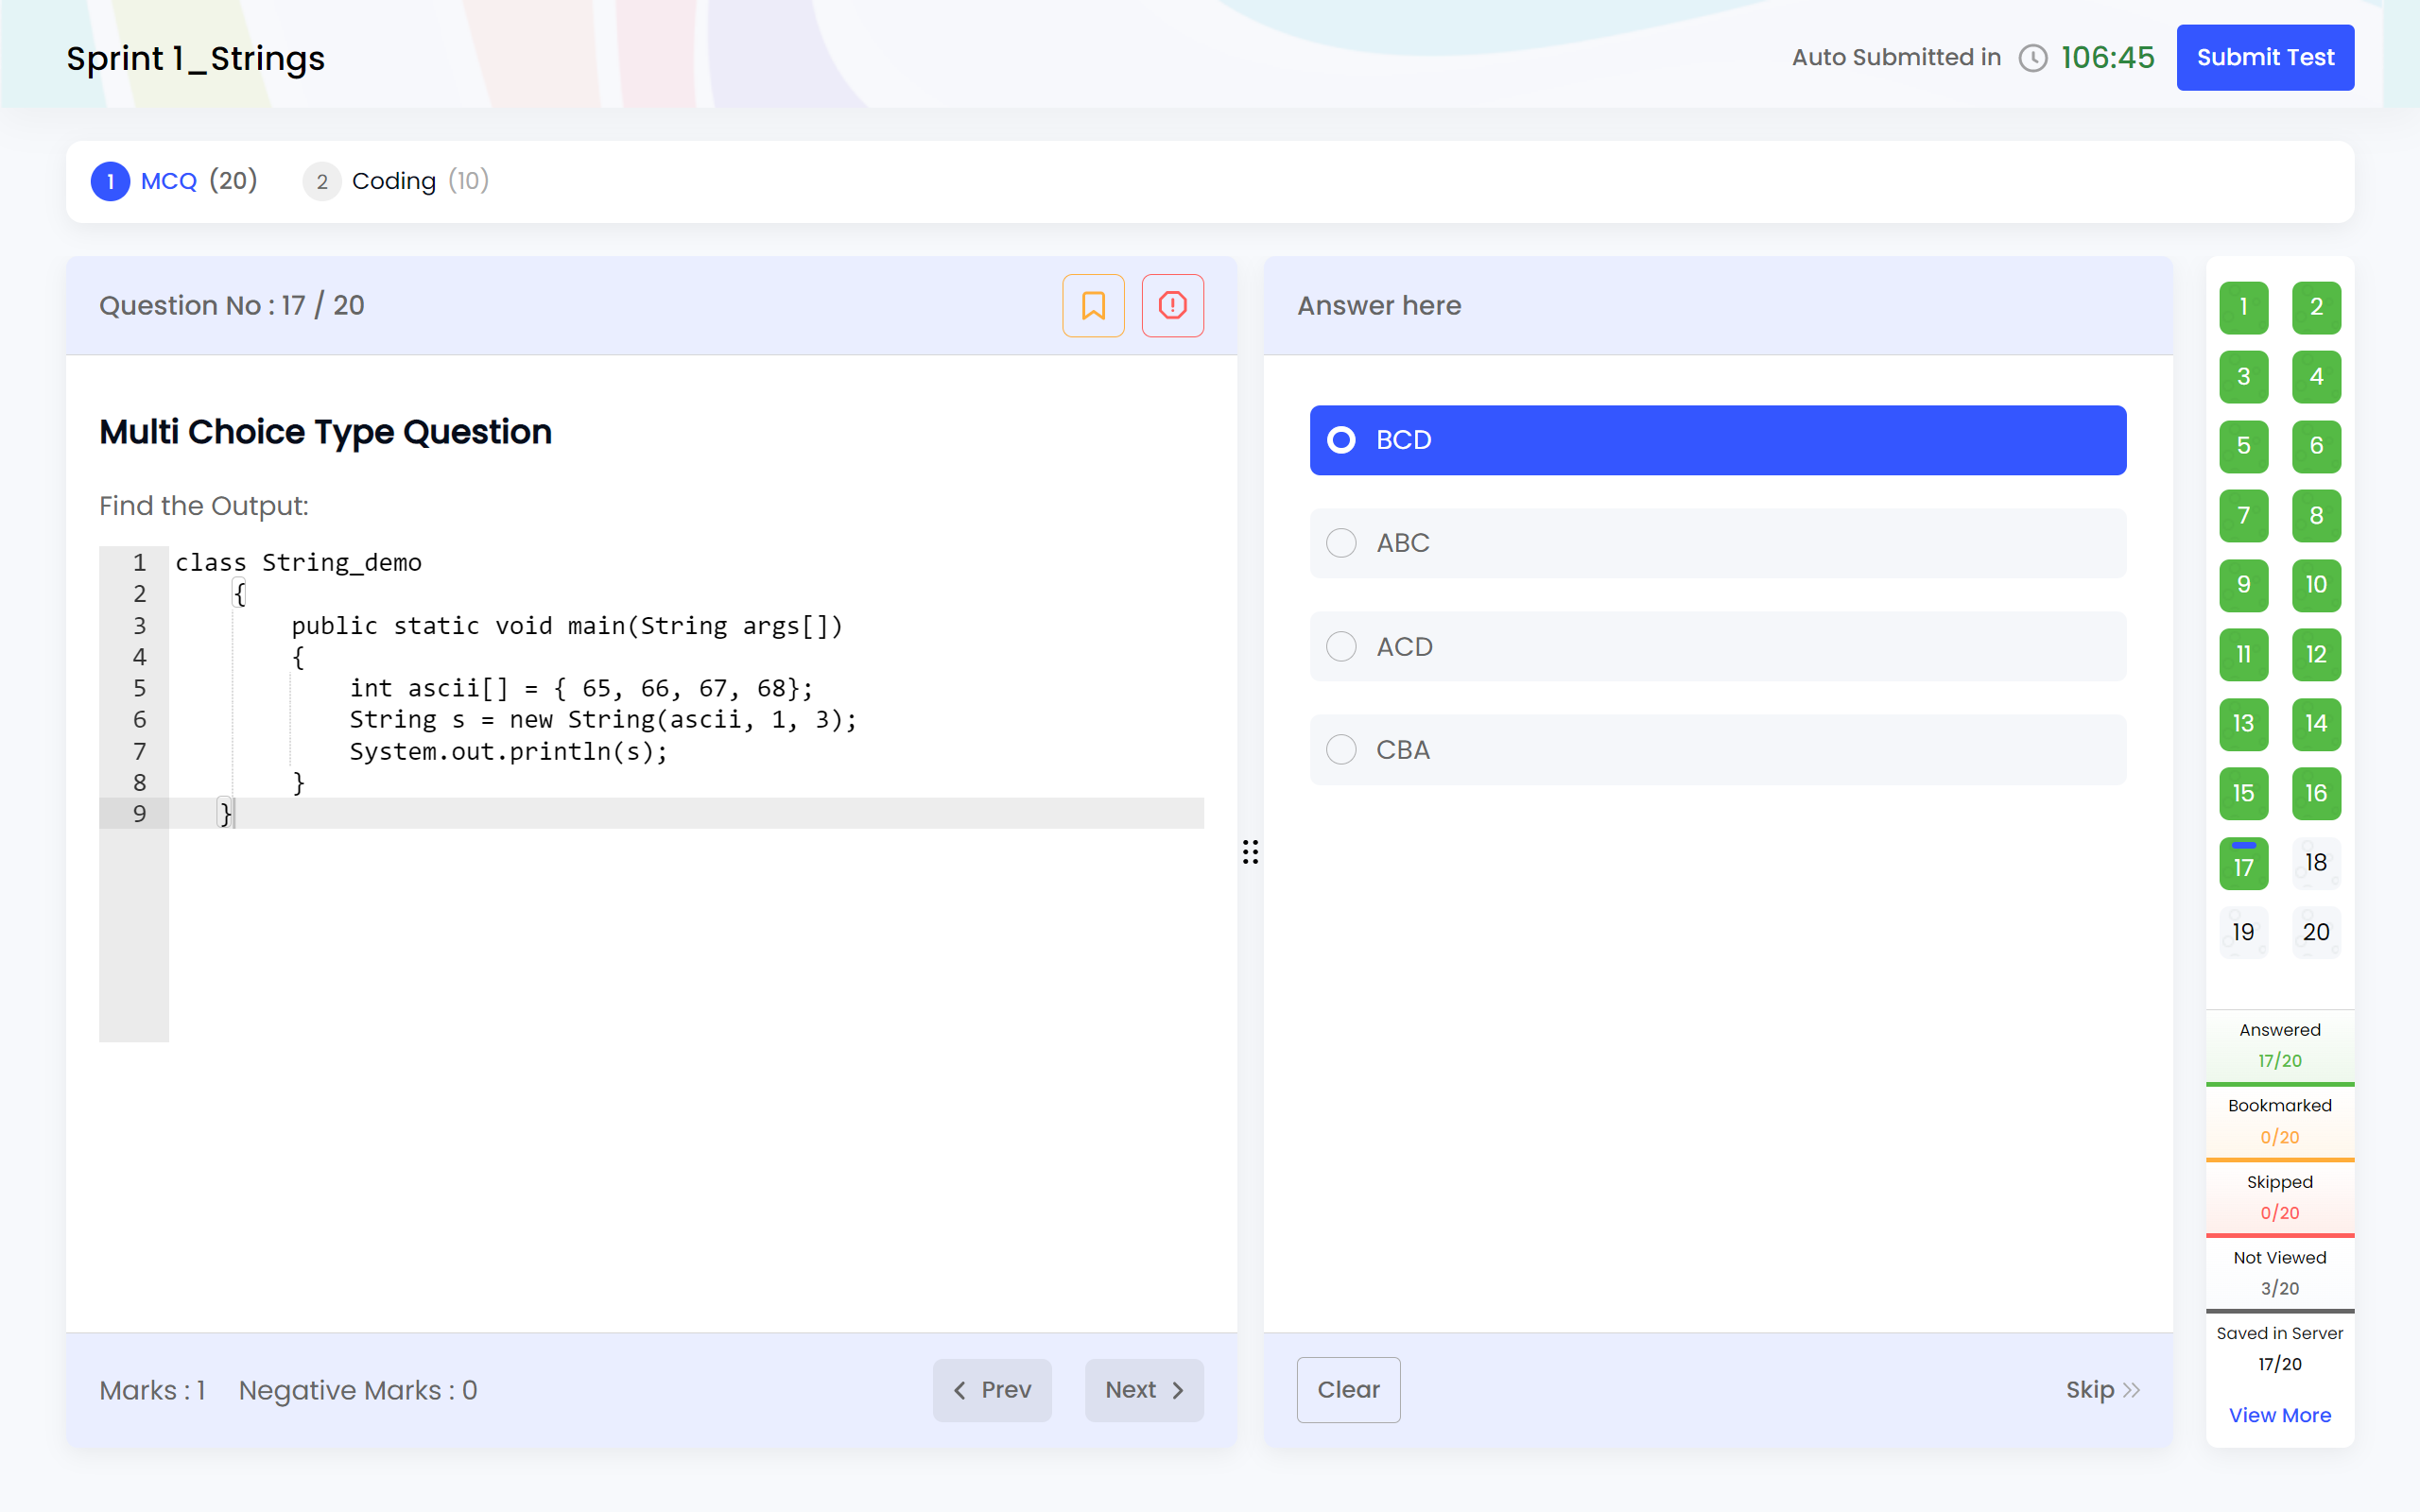 Sprint 1_Strings
Auto Submitted in 106:45
Submit Test
1 MCQ (20)
2 Coding (10)
Question No : 17 / 20
Multi Choice Type Question
Find the Output:
1 class String_demo
2 {
3 public static void main(String args[])
4 {
5 int ascii[] = { 65, 66, 67, 68};
6 String s = new String(ascii, 1, 3);
7 System.out.println(s);
8 }
9 }
Marks : 1 Negative Marks : 0
Prev
Next
Answer here
BCD
ABC
ACD
CBA
Clear
Skip
1 2
3 4
5 6
7 8
9 10
11 12
13 14
15 16
17 18
19 20
Answered
17/20
Bookmarked
0/20
Skipped
0/20
Not Viewed
3/20
Saved in Server
17/20
View More